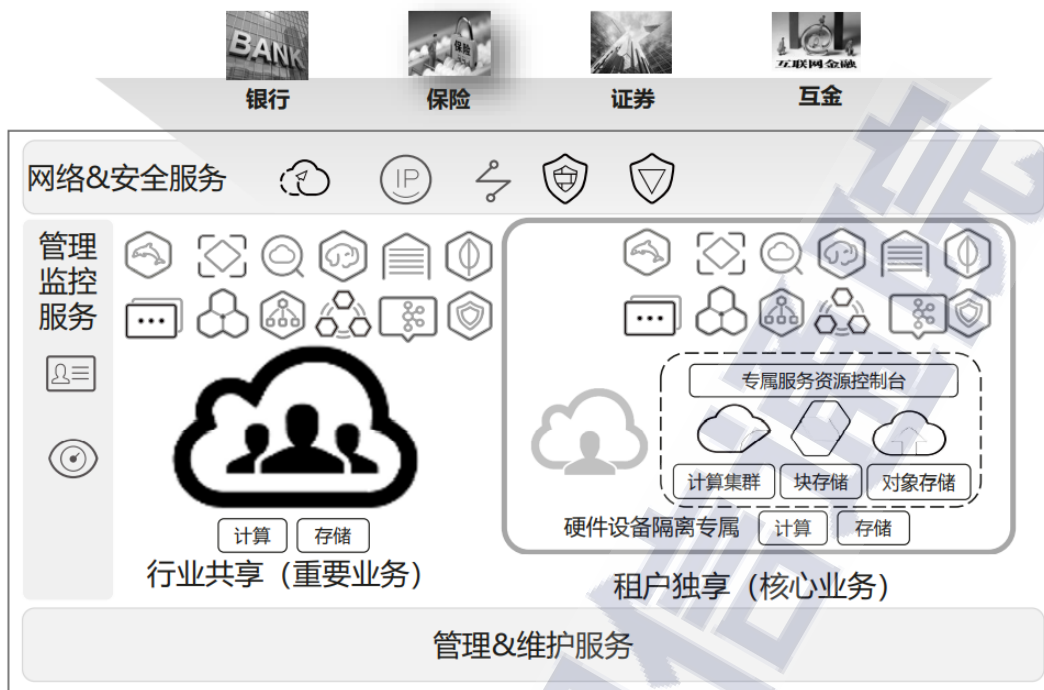 BANK
保险
互联网金融
银行
保险
证券
互金
网络&安全服务
IP
管理
监控
服务
专属服务资源控制台
计算集群
块存储
对象存储
硬件设备隔离专属
计算
存储
计算
存储
行业共享（重要业务）
租户独享（核心业务）
管理&维护服务